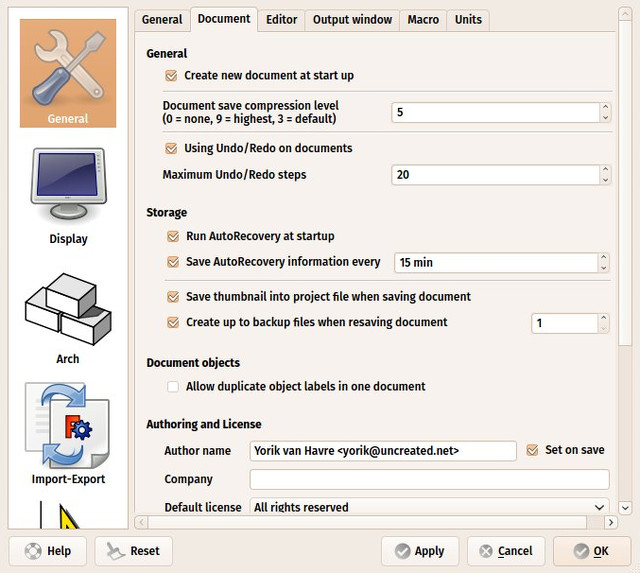 General
Document
Editor
Output window
Macro
Units
General
Display
Arch
Import-Export
General
Create new document at start up
Document save compression level
(0 = none, 9 = highest, 3 = default)
5
Using Undo/Redo on documents
Maximum Undo/Redo steps
20
Storage
Run AutoRecovery at startup
Save AutoRecovery information every
15 min
Save thumbnail into project file when saving document
Create up to backup files when resaving document
1
Document objects
Allow duplicate object labels in one document
Authoring and License
Author name
Yorik van Havre <yorik@uncreated.net>
Set on save
Company
Default license
All rights reserved
Help
Reset
Apply
Cancel
OK